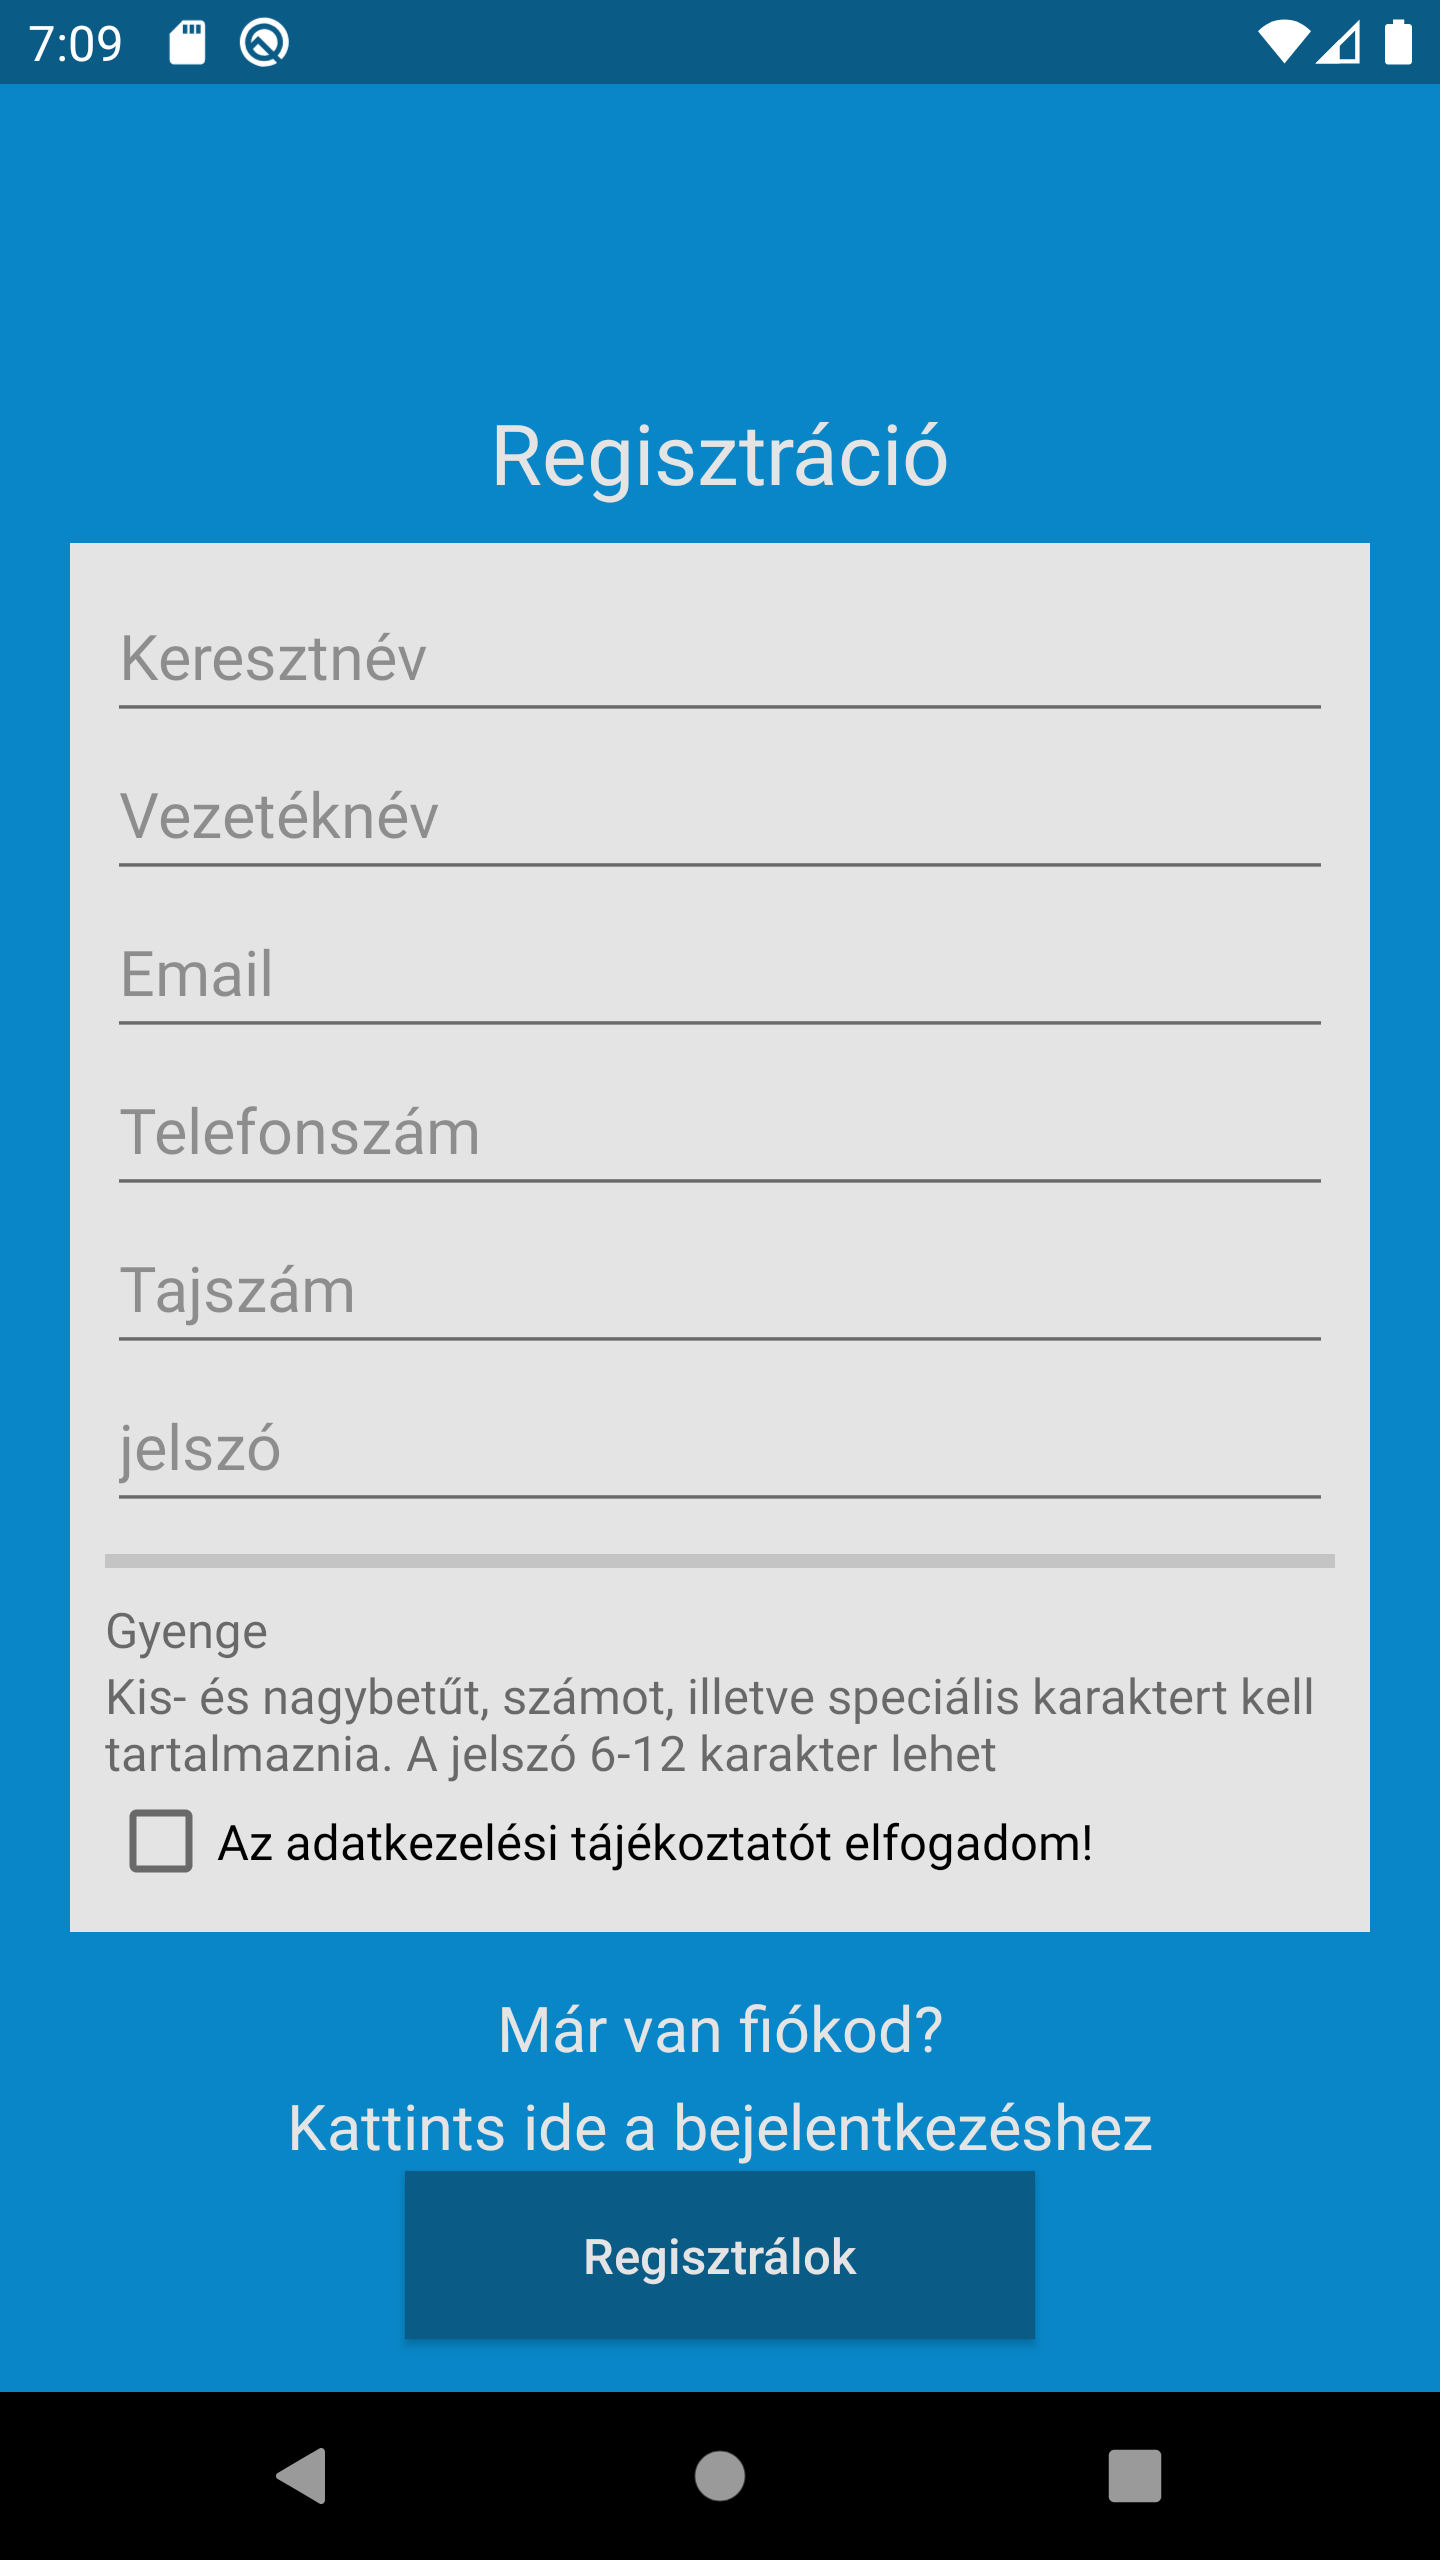 7:09
Regisztráció
Keresztnév
Vezetéknév
Email
Telefonszám
Tajszám
jelszó
Gyenge
Kis- és nagybetűt, számot, illetve speciális karaktert kell
tartalmaznia. A jelszó 6-12 karakter lehet
Az adatkezelési tájékoztatót elfogadom!
Már van fiókod?
Kattints ide a bejelentkezéshez
Regisztrálok